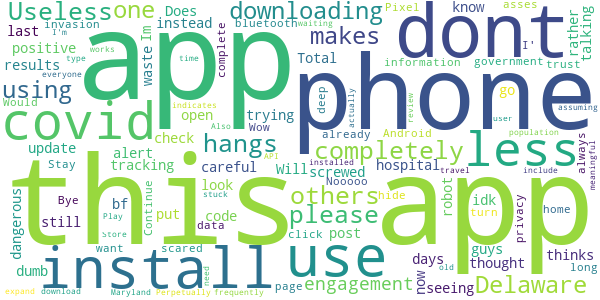 Useless one Does downloading know Pixel asses
last invasion Im instead bluetooth waiting dont rather talking
I'm positive makes I'
results works type everyone app time waste Total information government trust
using Would phone
covid indicates trying deep actually already Android review go user population assuming
complete Also Wow open
update check hangs completely less always meaningful
Stay alert careful Will screwed hospital installed travel include
tracking Nooooo API
dangerous Bye this app others look robot idk hide turn privacy home
Continue put stuck code please click post guys
still bf Play data use days thought thinks
dumb want store scared need engagement now old seeing long
install page Delaware
expand download Maryland perpetually frequently